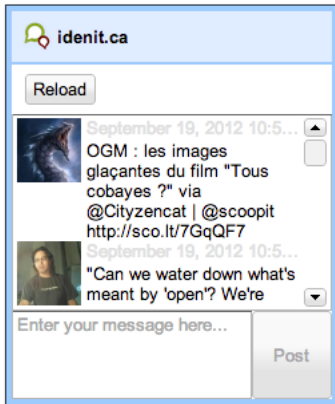 idenit.ca
Reload
September 19, 2012 10:5...
OGM : les images
glaçantes du film "Tous
cobayes ?" via
@Cityzencat | @scoopit
http://sco.lt/7GqQF7
September 19, 2012 10:5...
"Can we water down what's
meant by 'open'? We're
Enter your message here...
Post